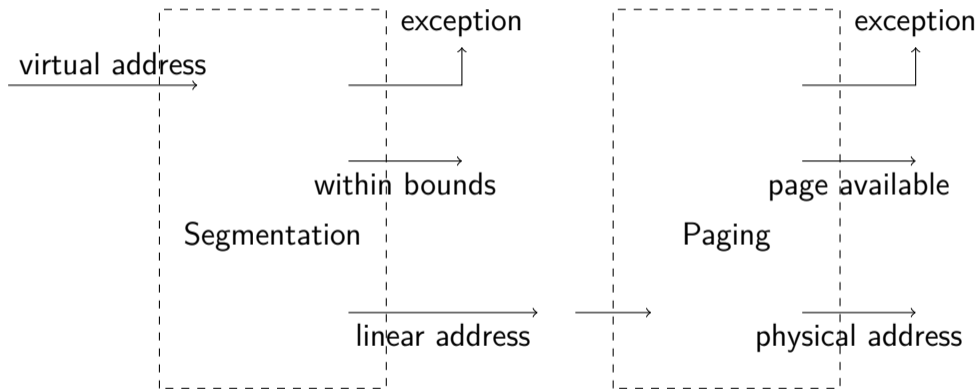 exception
exception
virtual address
within bounds
page available
Segmentation
Paging
linear address
physical address